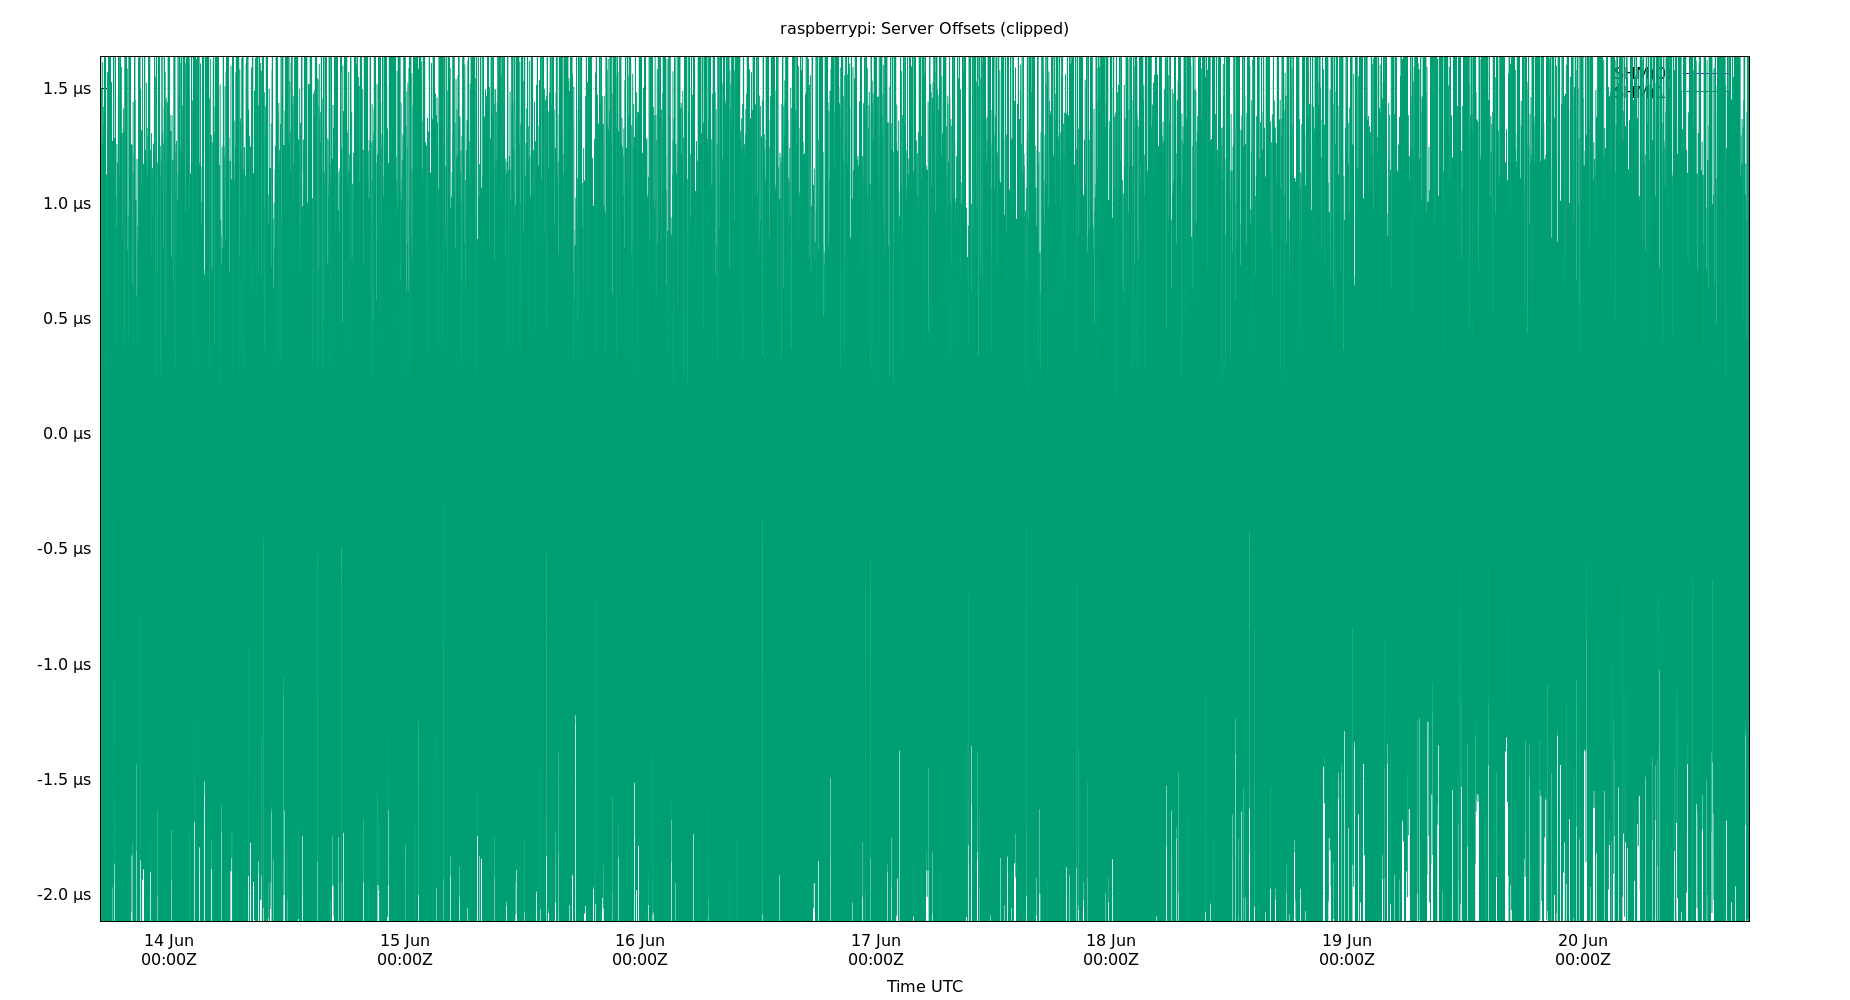 raspberrypi: Server Offsets (clipped)
1.5 µs
1.0 µs
0.5 µs
0.0 µs
-0.5 µs
-1.0 µs
-1.5 µs
-2.0 µs
14 Jun
00:00Z
15 Jun
00:00Z
16 Jun
00:00Z
17 Jun
00:00Z
18 Jun
00:00Z
19 Jun
00:00Z
20 Jun
00:00Z
Time UTC